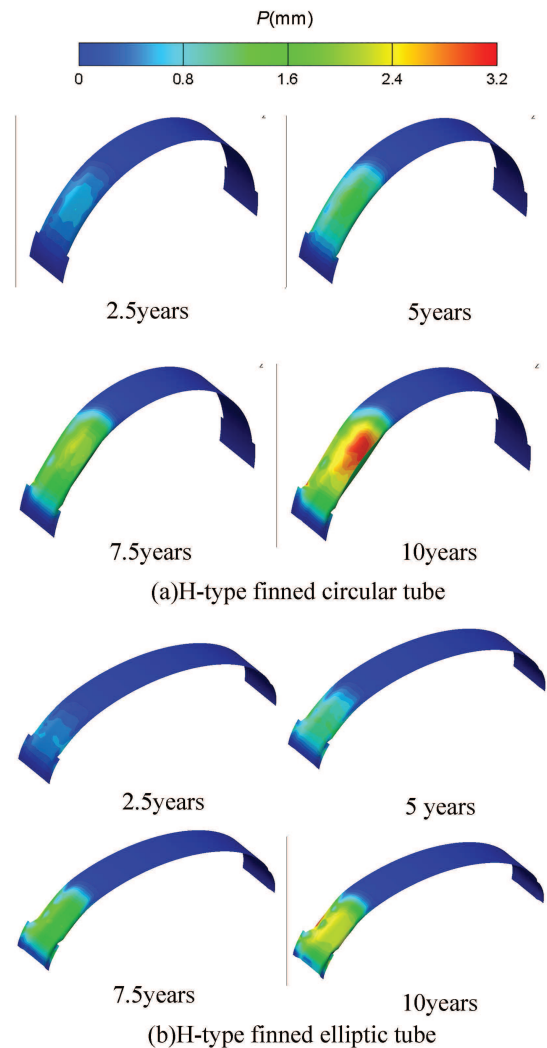 P(mm)
0 0.8 1.6 2.4 3.2
2.5years 5years
7.5years 10years
(a)H-type finned circular tube
2.5years 5 years
7.5years 10years
(b)H-type finned elliptic tube